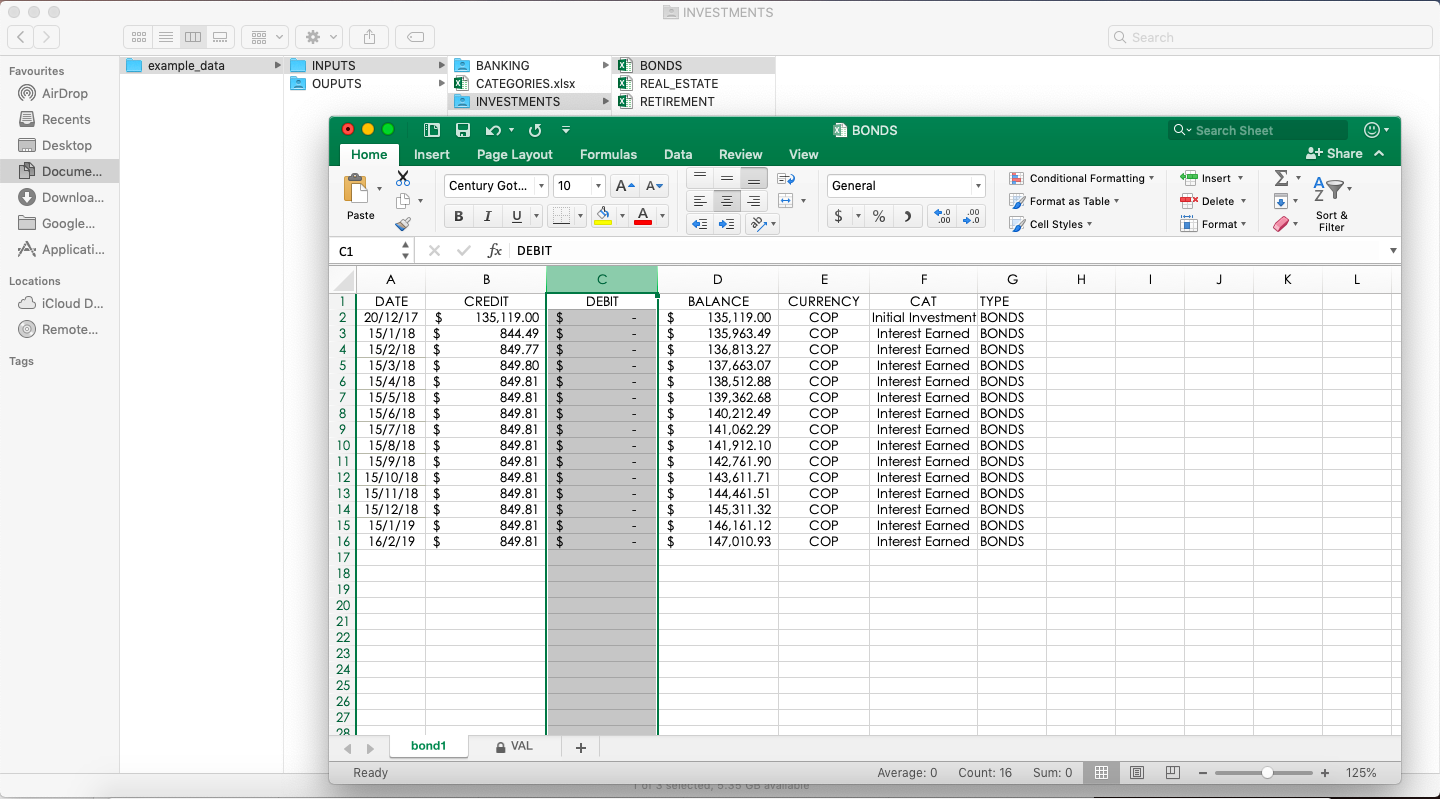 INVESTMENTS
Search
Favourites
AirDrop
Recents
Desktop
Docume...
Downloa...
Google...
Applicati...
Locations
iCloud D...
Remote...
Tags
example_data
INPUTS
OUPUTS
BANKING
CATEGORIES.xlsx
INVESTMENTS
BONDS
REAL_ESTATE
RETIREMENT
BONDS
Search Sheet
Home Insert Page Layout Formulas Data Review View
Share
Paste
Century Got... 10 A A
B I U A
General
$ % ❩ .0 .00 .00 .0
Conditional Formatting
Format as Table
Cell Styles
Insert
Delete
Format
Sort &
Filter
C1 fx DEBIT
A B C D E F G H I J K L
1 DATE CREDIT DEBIT BALANCE CURRENCY CAT TYPE
2 20/12/17 $ 135,119.00 $ - $ 135,119.00 COP Initial Investment BONDS
3 15/1/18 $ 844.49 $ - $ 135,963.49 COP Interest Earned BONDS
4 15/2/18 $ 849.77 $ - $ 136,813.27 COP Interest Earned BONDS
5 15/3/18 $ 849.80 $ - $ 137,663.07 COP Interest Earned BONDS
6 15/4/18 $ 849.81 $ - $ 138,512.88 COP Interest Earned BONDS
7 15/5/18 $ 849.81 $ - $ 139,362.68 COP Interest Earned BONDS
8 15/6/18 $ 849.81 $ - $ 140,212.49 COP Interest Earned BONDS
9 15/7/18 $ 849.81 $ - $ 141,062.29 COP Interest Earned BONDS
10 15/8/18 $ 849.81 $ - $ 141,912.10 COP Interest Earned BONDS
11 15/9/18 $ 849.81 $ - $ 142,761.90 COP Interest Earned BONDS
12 15/10/18 $ 849.81 $ - $ 143,611.71 COP Interest Earned BONDS
13 15/11/18 $ 849.81 $ - $ 144,461.51 COP Interest Earned BONDS
14 15/12/18 $ 849.81 $ - $ 145,311.32 COP Interest Earned BONDS
15 15/1/19 $ 849.81 $ - $ 146,161.12 COP Interest Earned BONDS
16 16/2/19 $ 849.81 $ - $ 147,010.93 COP Interest Earned BONDS
17
18
19
20
21
22
23
24
25
26
27
28
bond1 VAL +
Ready Average: 0 Count: 16 Sum: 0 125%
1 of 3 selected, 5.35 GB available